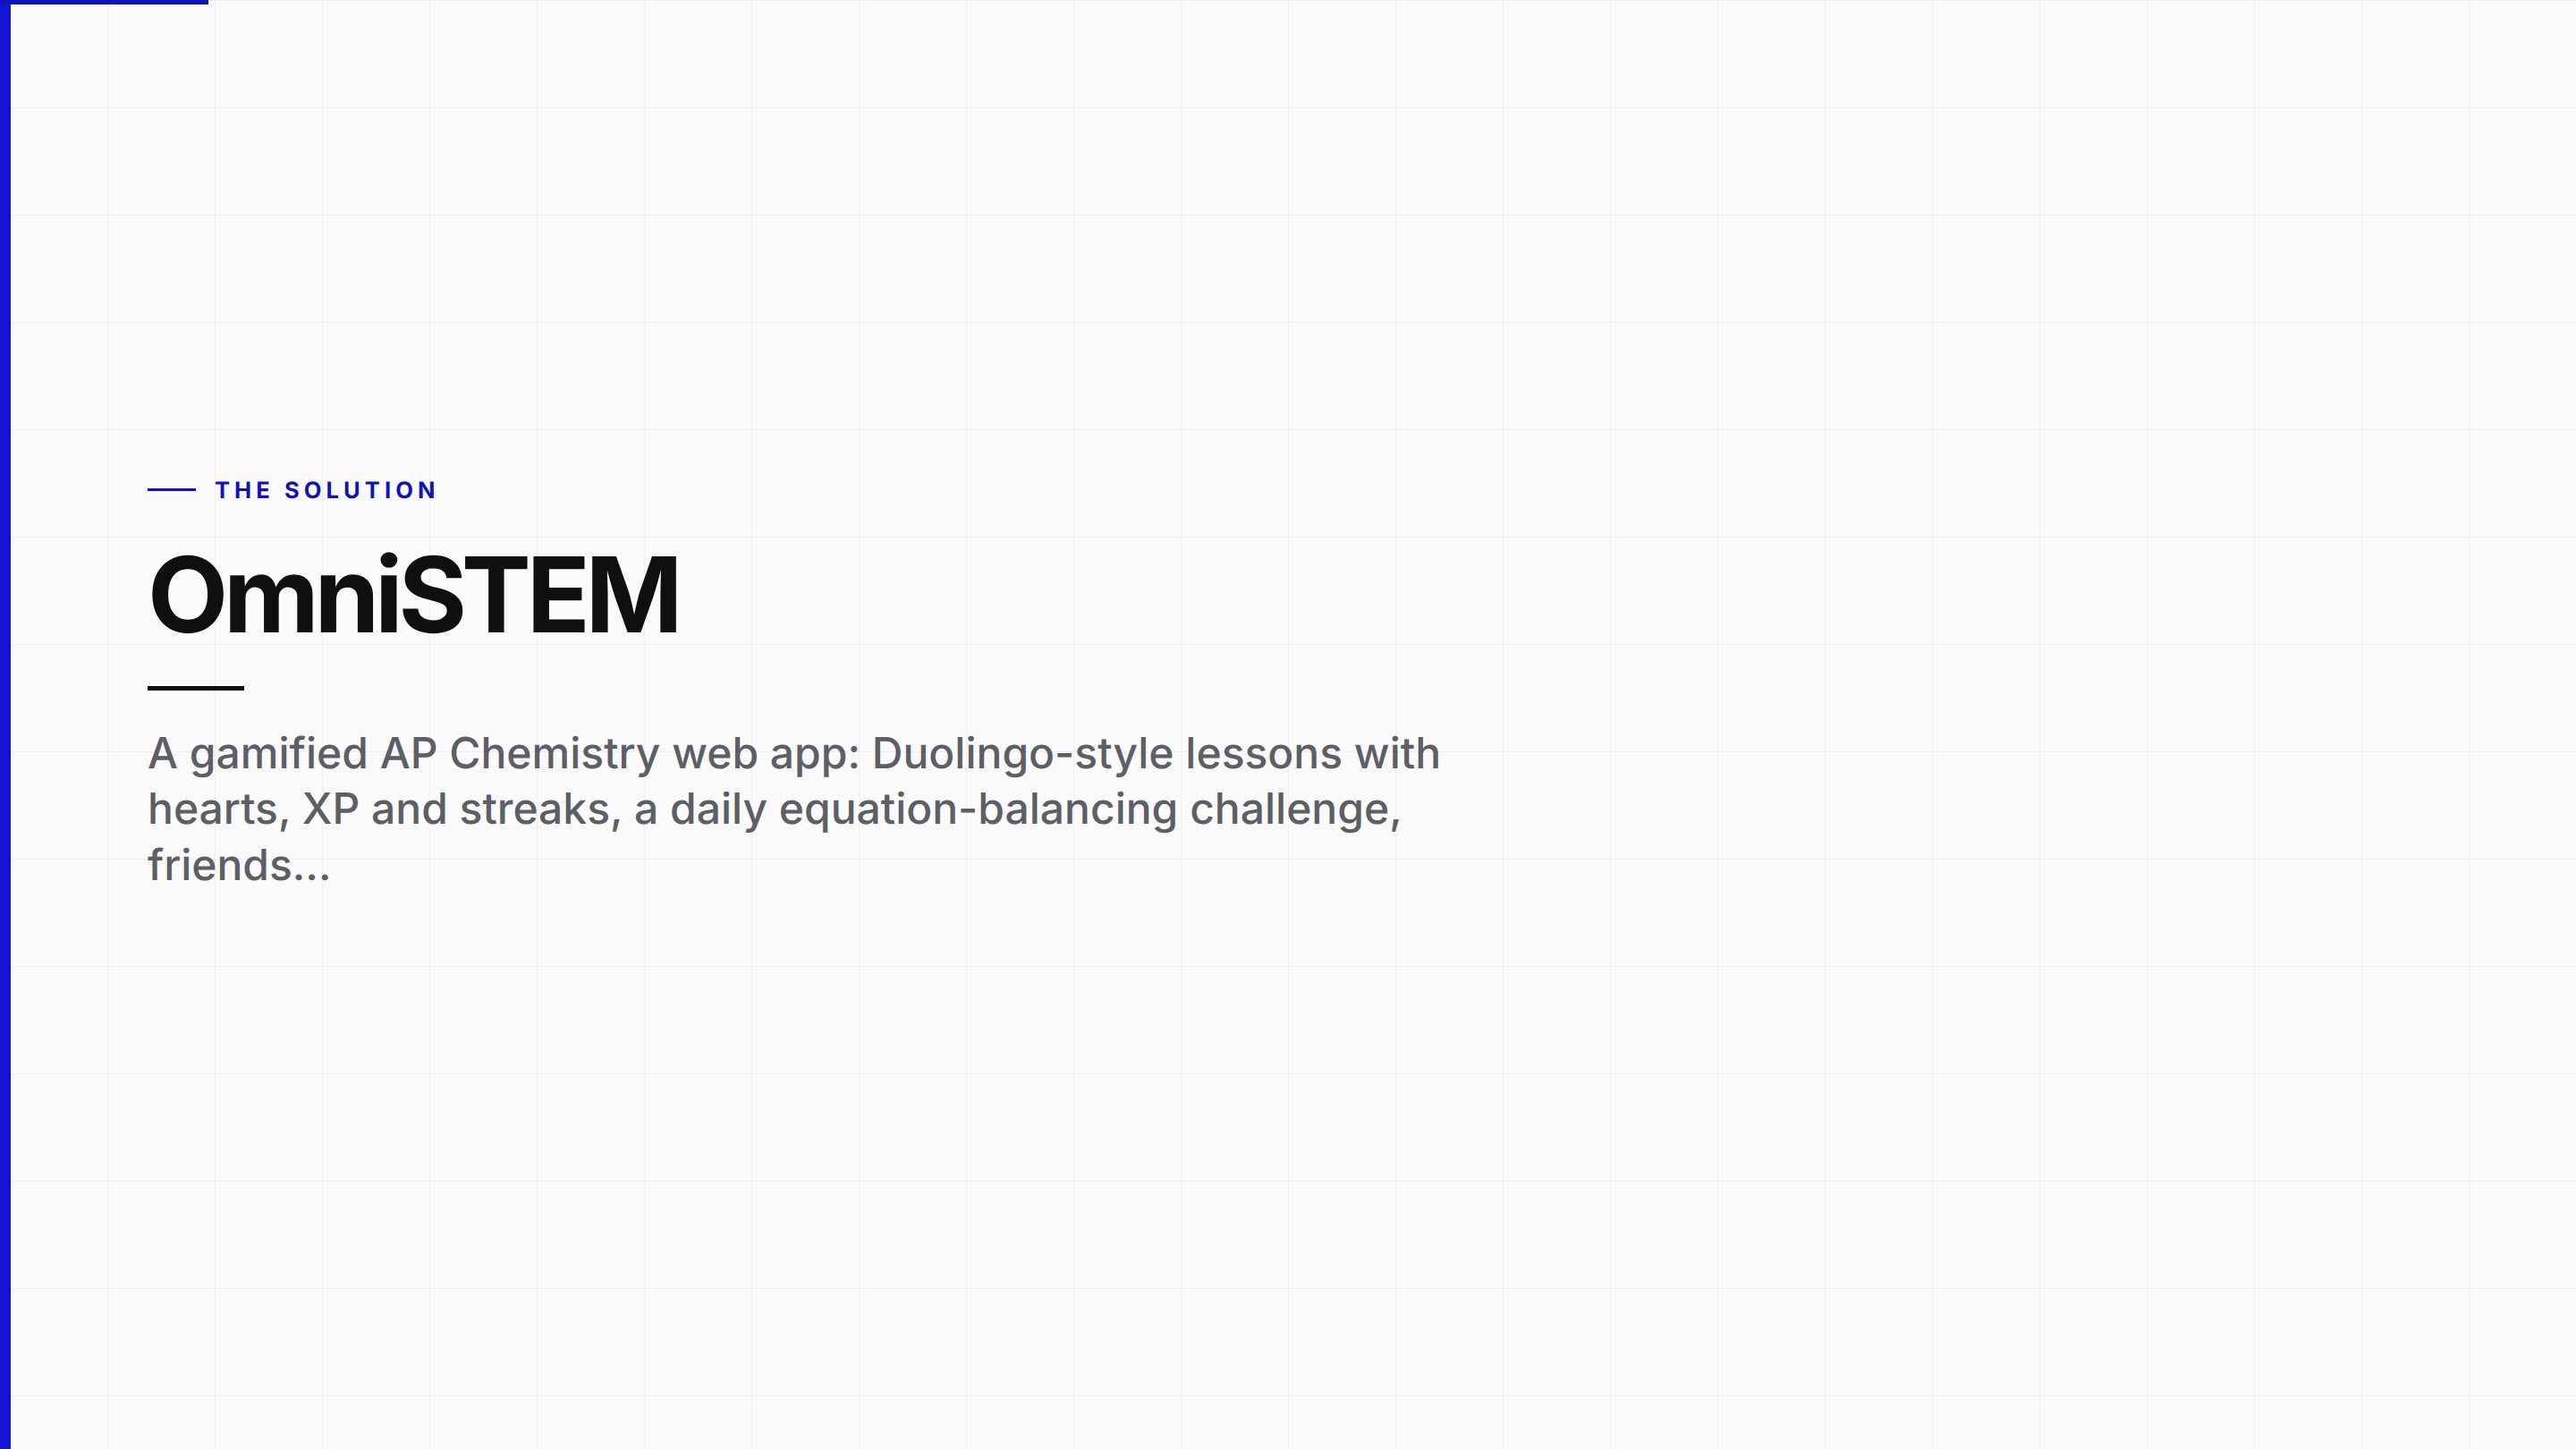 THE SOLUTION
OmniSTEM
A gamified AP Chemistry web app: Duolingo-style lessons with
hearts, XP and streaks, a daily equation-balancing challenge,
friends...